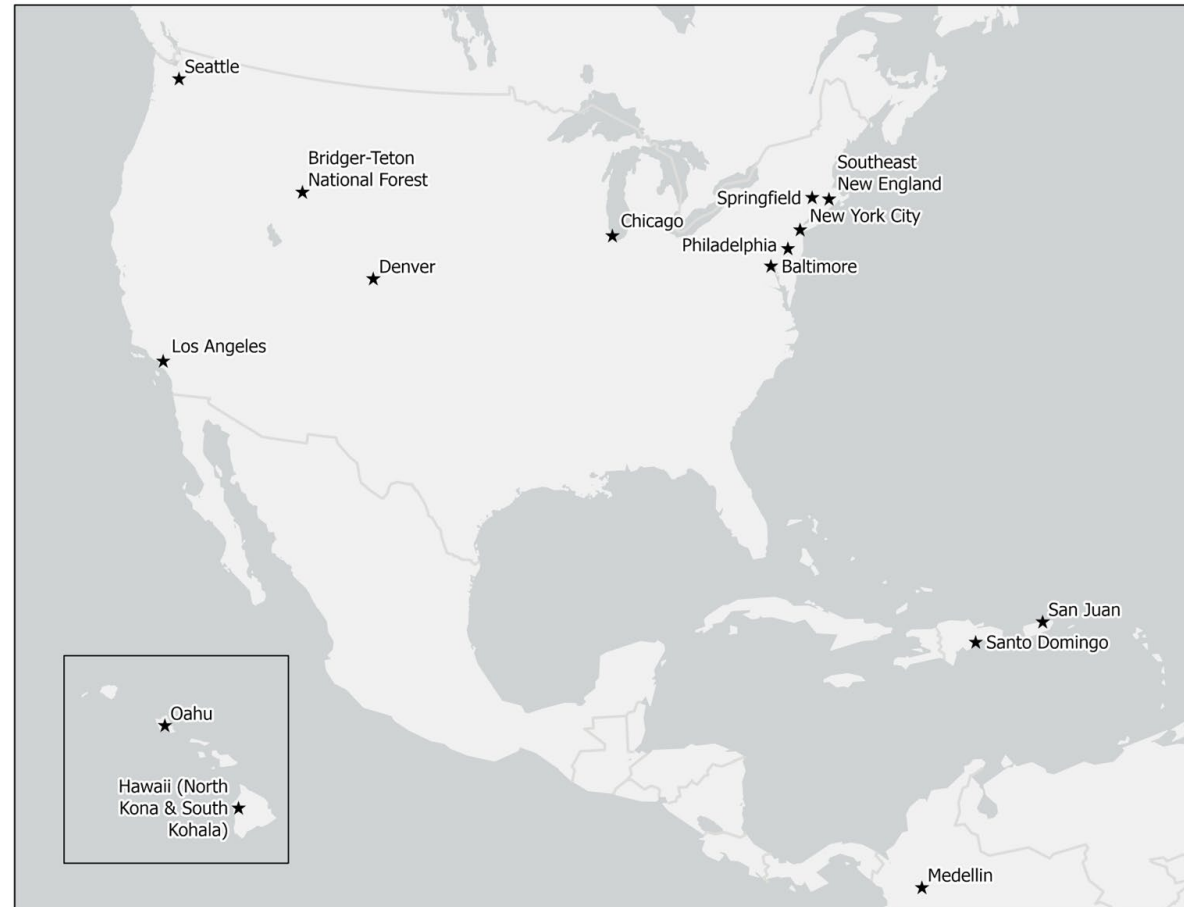 Seattle
Bridger-Teton
National Forest
Southeast
New England
Springfield
Chicago
New York City
Philadelphia
Baltimore
Denver
Los Angeles
San Juan
Santo Domingo
Oahu
Hawaii (North
Kona & South
Kohala)
Medellin